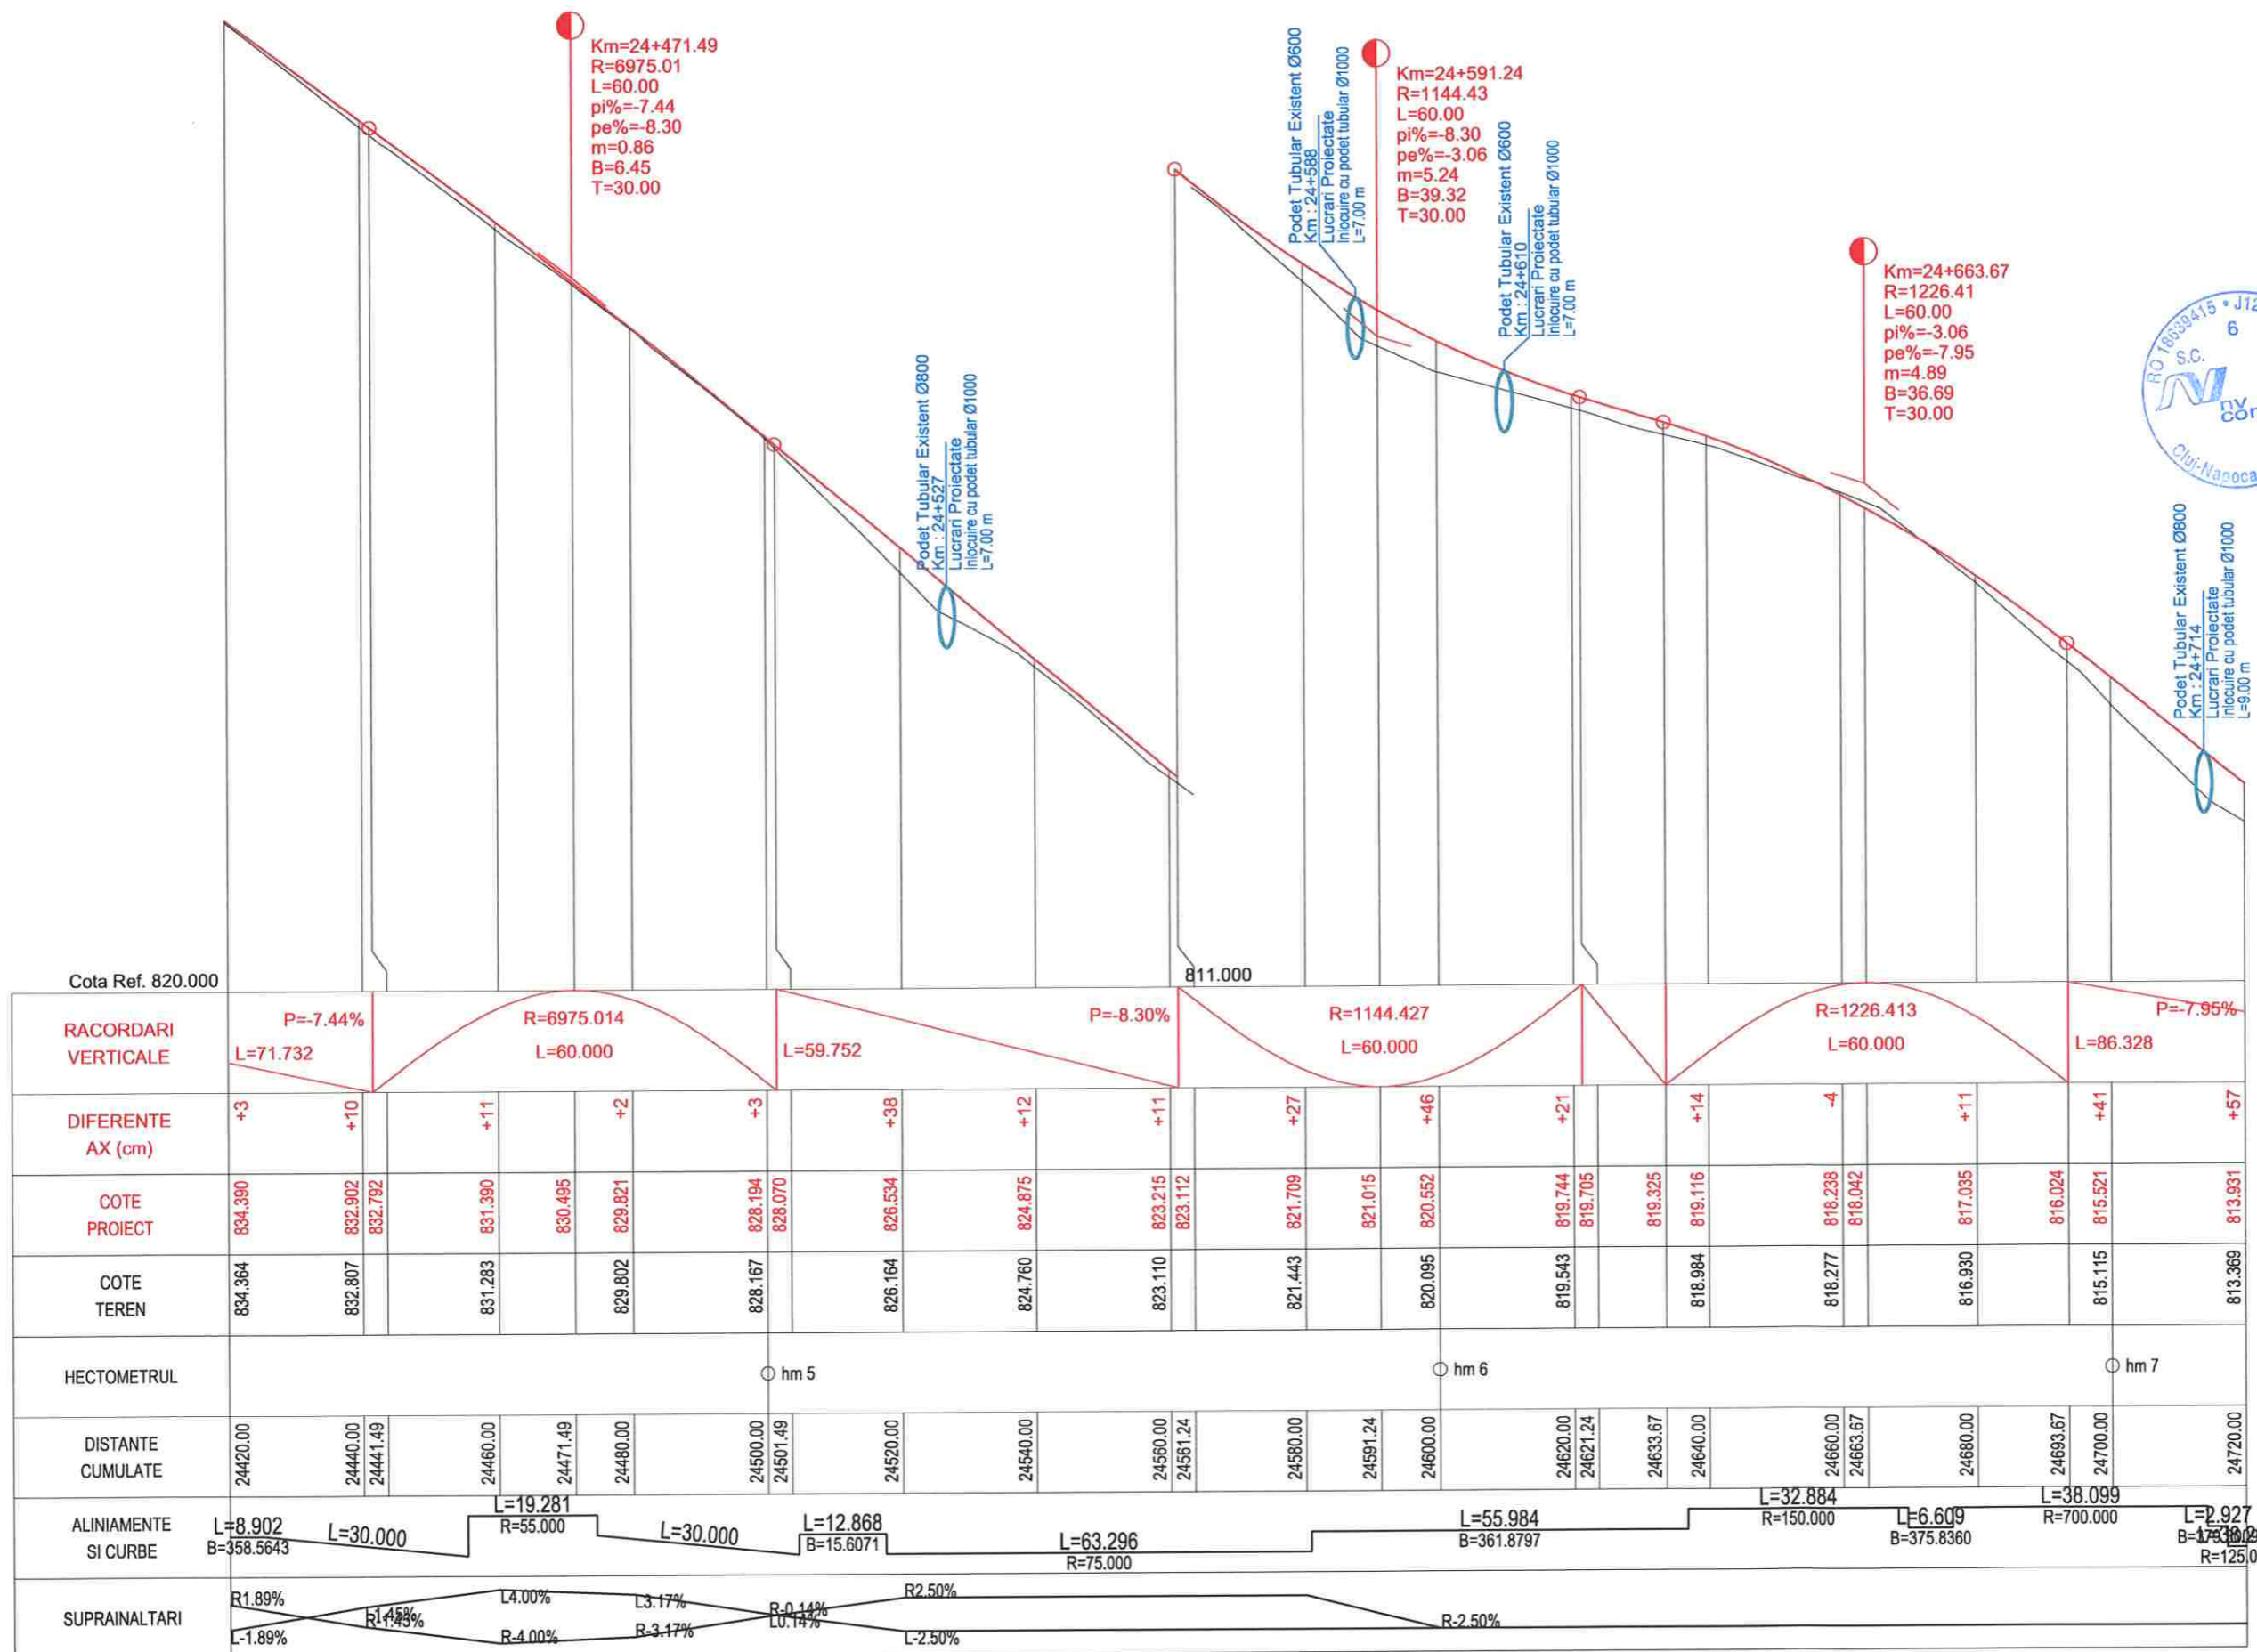 Km=24+471.49
R=6975.01
L=60.00
pi%=-7.44
pe%=-8.30
m=0.86
B=6.45
T=30.00
Podet Tubular Existent Ø800
Km : 24+527
Lucrari Proiectate
Inlocuire cu podet tubular Ø1000
L=7.00 m
Podet Tubular Existent Ø600
Km : 24+588
Lucrari Proiectate
Inlocuire cu podet tubular Ø1000
L=7.00 m
Km=24+591.24
R=1144.43
L=60.00
pi%=-8.30
pe%=-3.06
m=5.24
B=39.32
T=30.00
Podet Tubular Existent Ø600
Km : 24+610
Lucrari Proiectate
Inlocuire cu podet tubular Ø1000
L=7.00 m
Km=24+663.67
R=1226.41
L=60.00
pi%=-3.06
pe%=-7.95
m=4.89
B=36.69
T=30.00
RO 18639415 • J12
6
S.C.
nv
Cluj-Napoca
Podet Tubular Existent Ø800
Km : 24+714
Lucrari Proiectate
Inlocuire cu podet tubular Ø1000
L=9.00 m
Cota Ref. 820.000
811.000
RACORDARI
VERTICALE
P=-7.44%
L=71.732
R=6975.014
L=60.000
P=-8.30%
L=59.752
R=1144.427
L=60.000
R=1226.413
L=60.000
P=-7.95%
L=86.328
DIFERENTE
AX (cm)
+3 +10 +11 +2 +3 +38 +12 +11 +27 +46 +21 +14 -4 +11 +41 +57
COTE
PROIECT
834.390 832.902 832.792 831.390 830.495 829.821 828.194 828.070 826.534 824.875 823.215 823.112 821.709 821.015 820.552 819.744 819.705 819.325 819.116 818.238 818.042 817.035 816.024 815.521 813.931
COTE
TEREN
834.364 832.807 831.283 829.802 828.167 826.164 824.760 823.110 821.443 820.095 819.543 818.984 818.277 816.930 815.115 813.369
HECTOMETRUL
hm 5 hm 6 hm 7
DISTANTE
CUMULATE
24420.00 24440.00 24441.49 24460.00 24471.49 24480.00 24500.00 24501.49 24520.00 24540.00 24560.00 24561.24 24580.00 24591.24 24600.00 24620.00 24621.24 24633.67 24640.00 24660.00 24663.67 24680.00 24693.67 24700.00 24720.00
ALINIAMENTE
SI CURBE
L=8.902
B=358.5643
L=30.000
L=19.281
R=55.000
L=30.000
L=12.868
B=15.6071
L=63.296
R=75.000
L=55.984
B=361.8797
L=32.884
R=150.000
L=6.609
B=375.8360
L=38.099
R=700.000
L=2.927
R=125.0
SUPRAINALTARI
R1.89%
L-1.89%
R-1.45%
L4.00%
R-4.00%
L3.17%
R-3.17%
R-0.14%
L0.14%
R2.50%
L-2.50%
R-2.50%